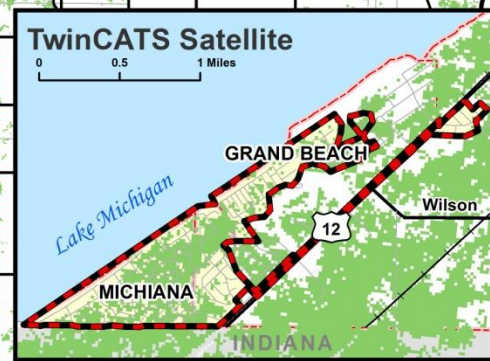 TwinCATS Satellite
0 0.5 1 Miles
GRAND BEACH
Lake Michigan
Wilson
12
MICHIANA
INDIANA